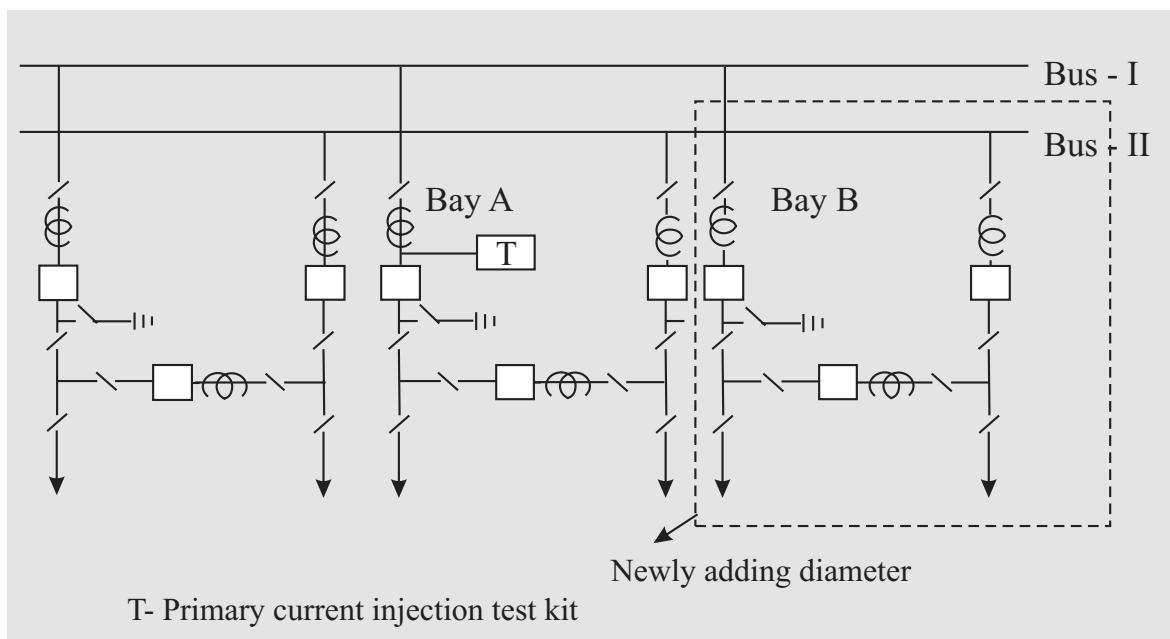 Bus - I
Bus - II
Bay A
Bay B
T
Newly adding diameter
T- Primary current injection test kit